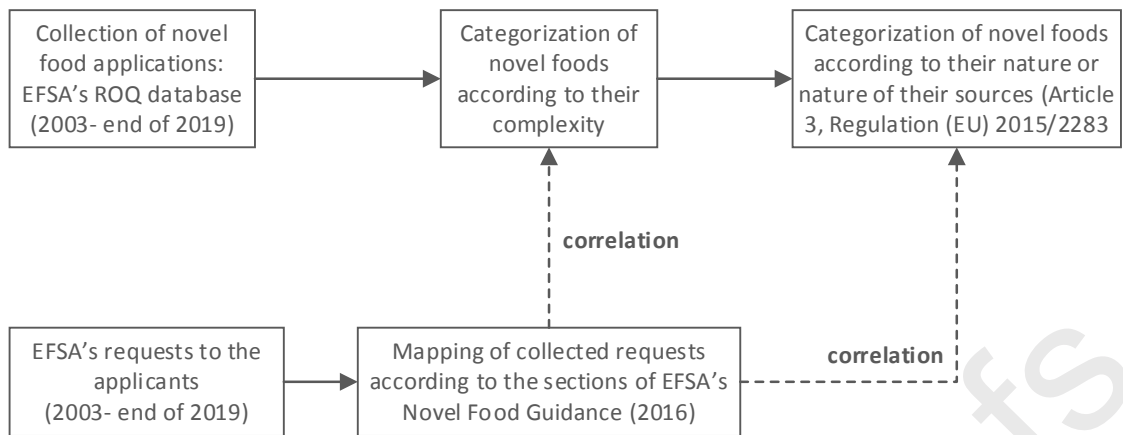 Collection of novel
food applications:
EFSA's ROQ database
(2003- end of 2019)
Categorization of
novel foods
according to their
complexity
Categorization of novel foods
according to their nature or
nature of their sources (Article
3, Regulation (EU) 2015/2283
correlation
correlation
EFSA's requests to the
applicants
(2003- end of 2019)
Mapping of collected requests
according to the sections of EFSA's
Novel Food Guidance (2016)
fs